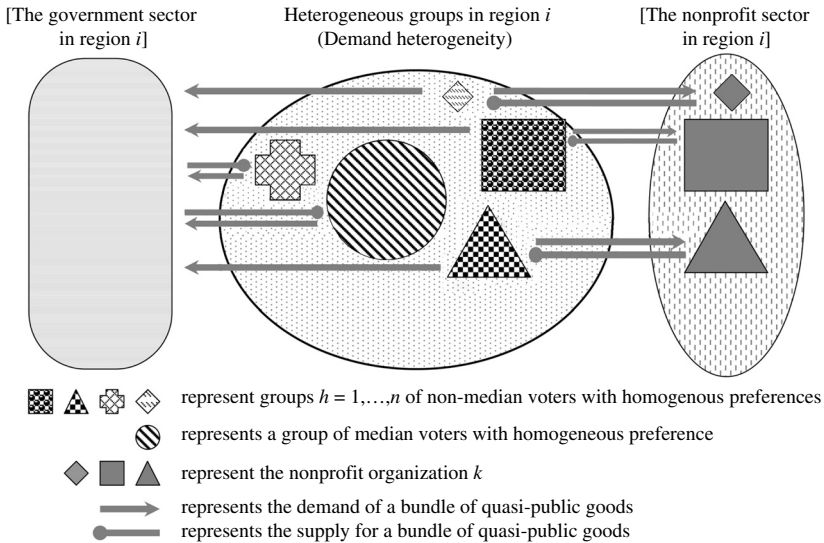 [The government sector
in region i]
Heterogeneous groups in region i
(Demand heterogeneity)
[The nonprofit sector
in region i]
represent groups h = 1,…,n of non-median voters with homogenous preferences
represents a group of median voters with homogeneous preference
represent the nonprofit organization k
represents the demand of a bundle of quasi-public goods
represents the supply for a bundle of quasi-public goods